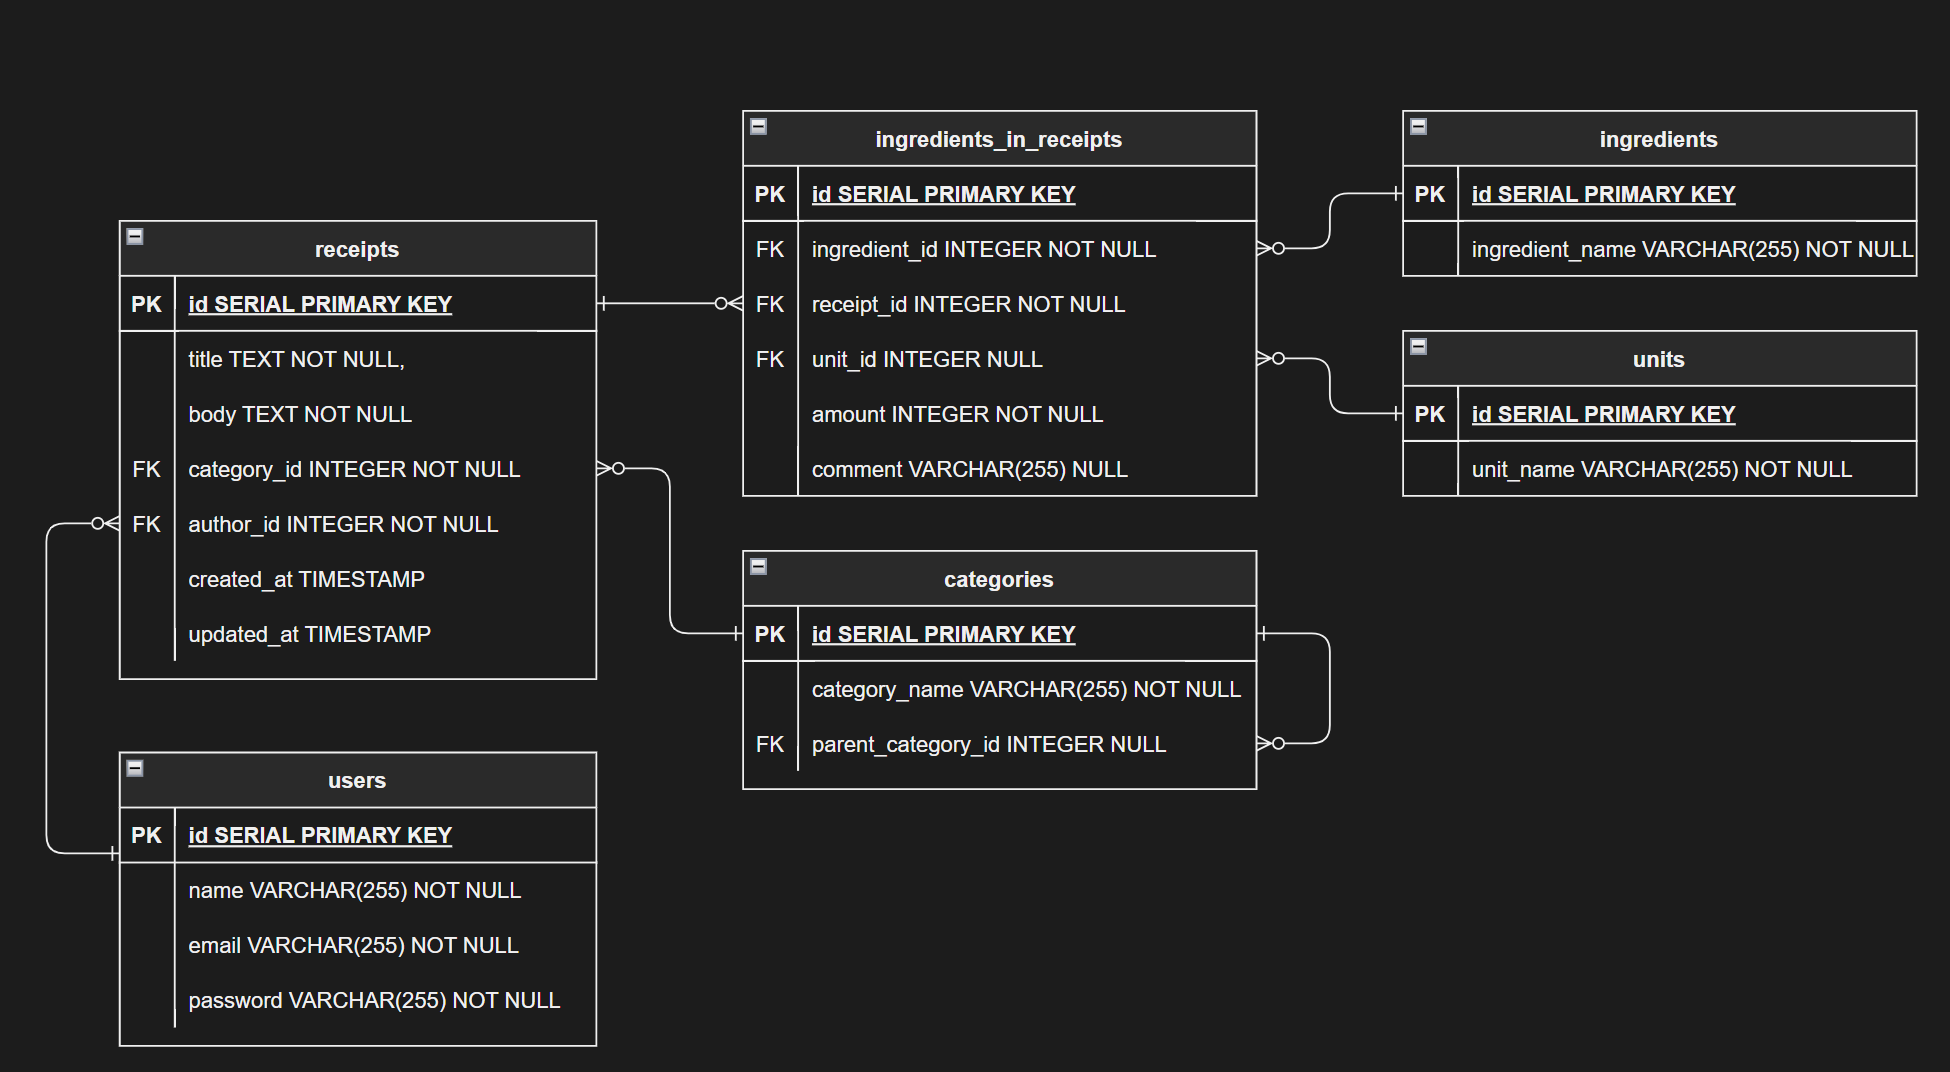 receipts
PK id SERIAL PRIMARY KEY
title TEXT NOT NULL,
body TEXT NOT NULL
FK category_id INTEGER NOT NULL
FK author_id INTEGER NOT NULL
created_at TIMESTAMP
updated_at TIMESTAMP
users
PK id SERIAL PRIMARY KEY
name VARCHAR(255) NOT NULL
email VARCHAR(255) NOT NULL
password VARCHAR(255) NOT NULL
ingredients_in_receipts
PK id SERIAL PRIMARY KEY
FK ingredient_id INTEGER NOT NULL
FK receipt_id INTEGER NOT NULL
FK unit_id INTEGER NULL
amount INTEGER NOT NULL
comment VARCHAR(255) NULL
categories
PK id SERIAL PRIMARY KEY
category_name VARCHAR(255) NOT NULL
FK parent_category_id INTEGER NULL
ingredients
PK id SERIAL PRIMARY KEY
ingredient_name VARCHAR(255) NOT NULL
units
PK id SERIAL PRIMARY KEY
unit_name VARCHAR(255) NOT NULL